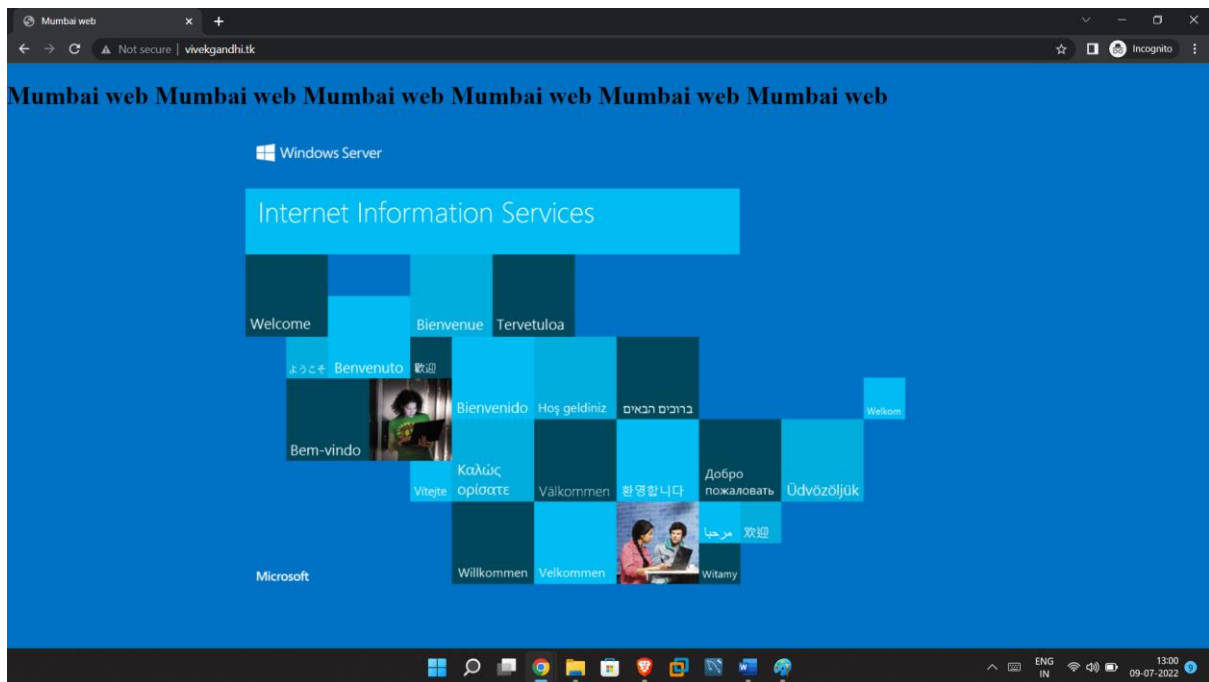 Mumbai web
Not secure | vivekgandhi.tk
Incognito
Mumbai web Mumbai web Mumbai web Mumbai web Mumbai web Mumbai web
Windows Server
Internet Information Services
Welcome
Bienvenue
Tervetuloa
ようこそ
Benvenuto
歡迎
Bienvenido
Hoş geldiniz
ברוכים הבאים
Welkom
Bem-vindo
Vítejte
Καλώς
ορίσατε
Välkommen
환영합니다
Добро
пожаловать
Üdvözöljük
مرحبا
欢迎
Microsoft
Willkommen
Velkommen
Witamy
ENG
IN
13:00
09-07-2022
9